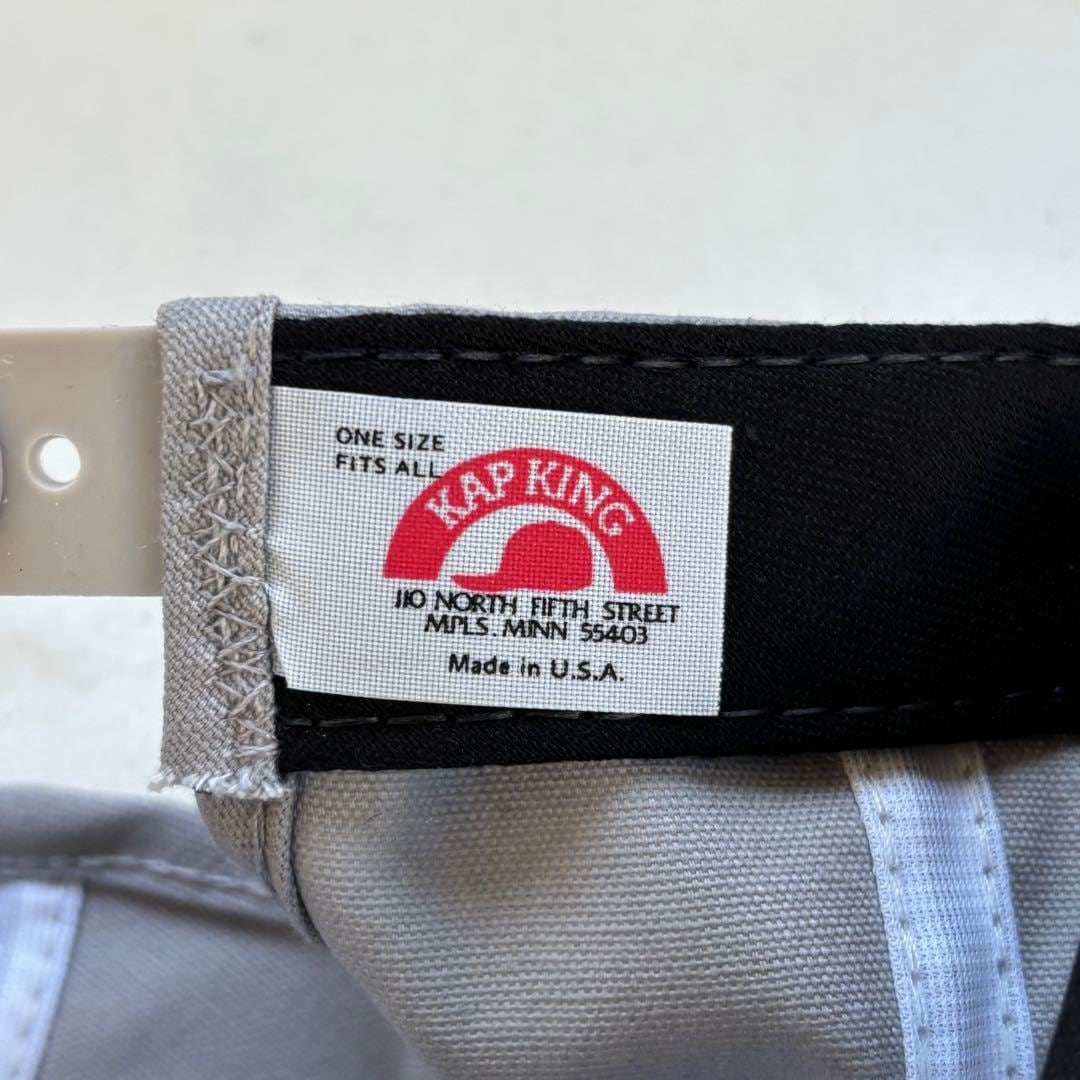 ONE SIZE
FITS ALL
KAP KING
110 NORTH FIFTH STREET
MPLS. MINN 55403
Made in U.S.A.